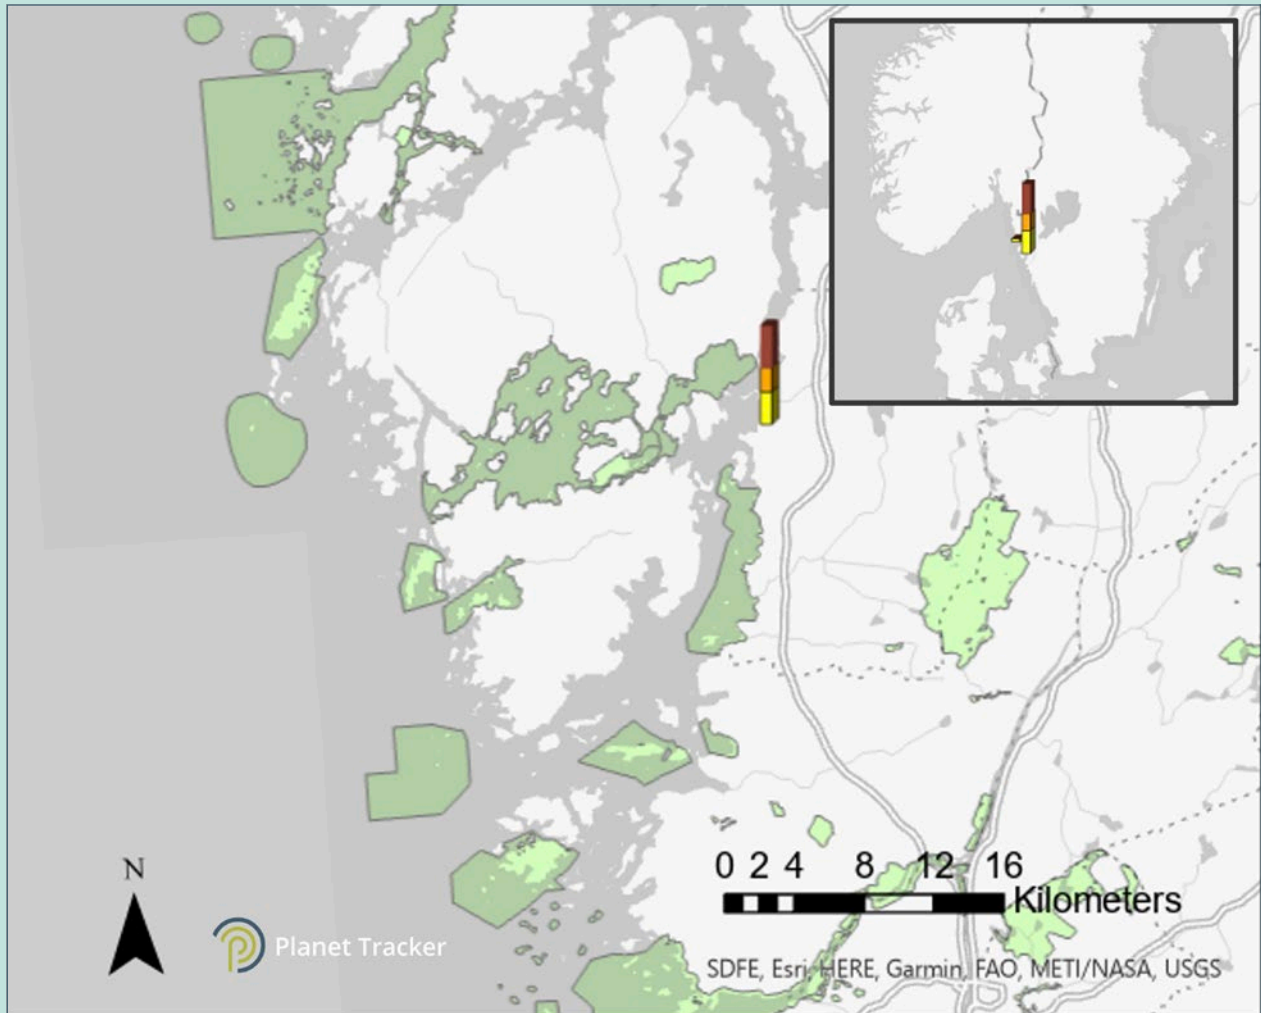 0 2 4 8 12 16
Kilometers
N
Planet Tracker
SDFE, Esri, HERE, Garmin, FAO, METI/NASA, USGS